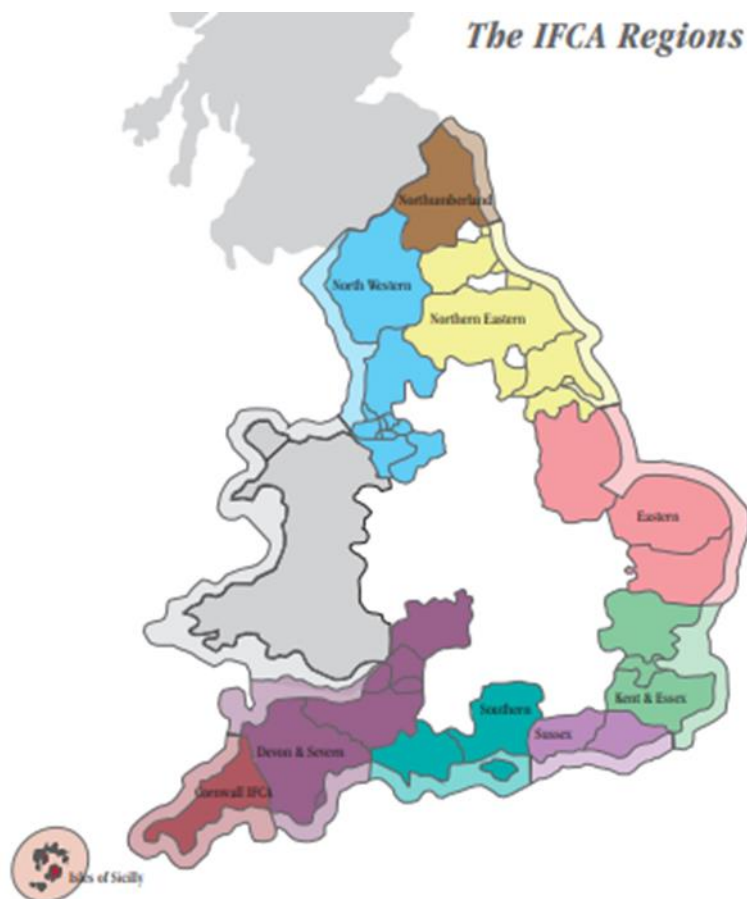 The IFCA Regions
Northumberland
North Western
Northern Eastern
Eastern
Kent & Essex
Southern
Sussex
Devon & Severn
Cornwall IFCA
Isles of Sicilly